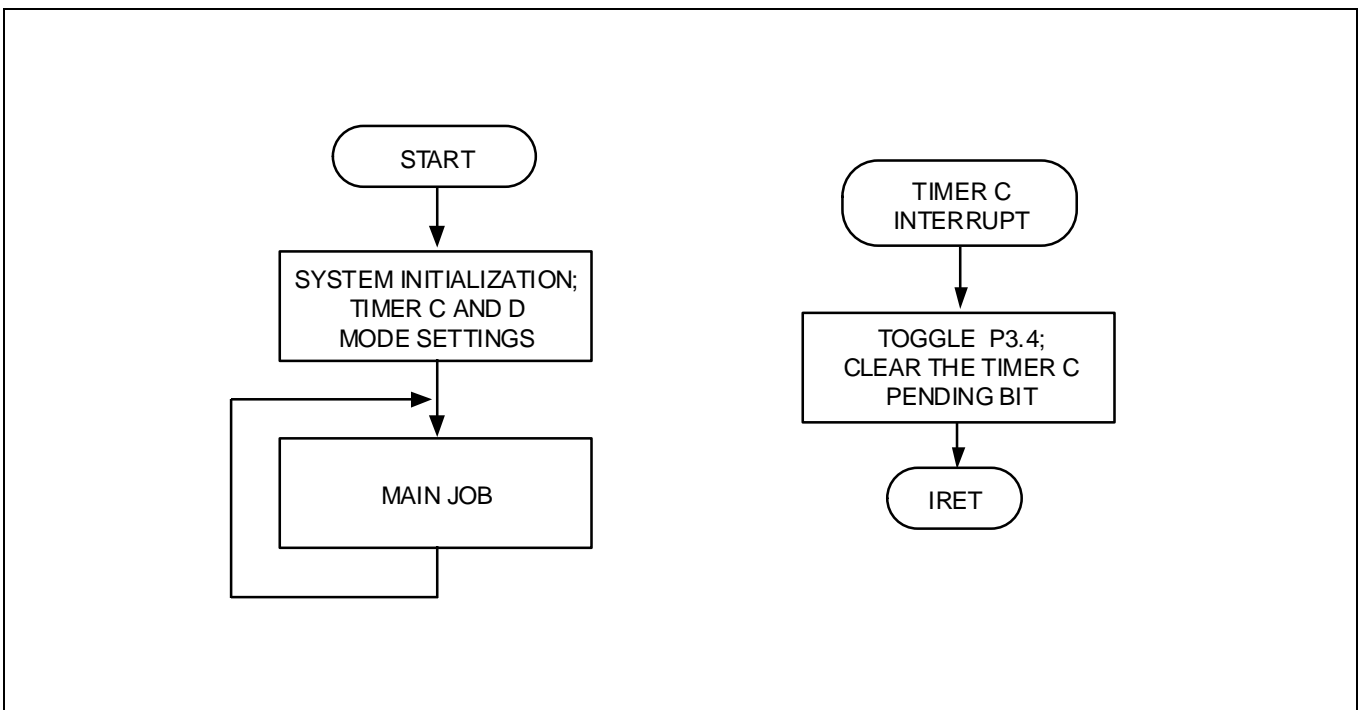 START
SYSTEM INITIALIZATION;
TIMER C AND D
MODE SETTINGS
MAIN JOB
TIMER C
INTERRUPT
TOGGLE P3.4;
CLEAR THE TIMER C
PENDING BIT
IRET